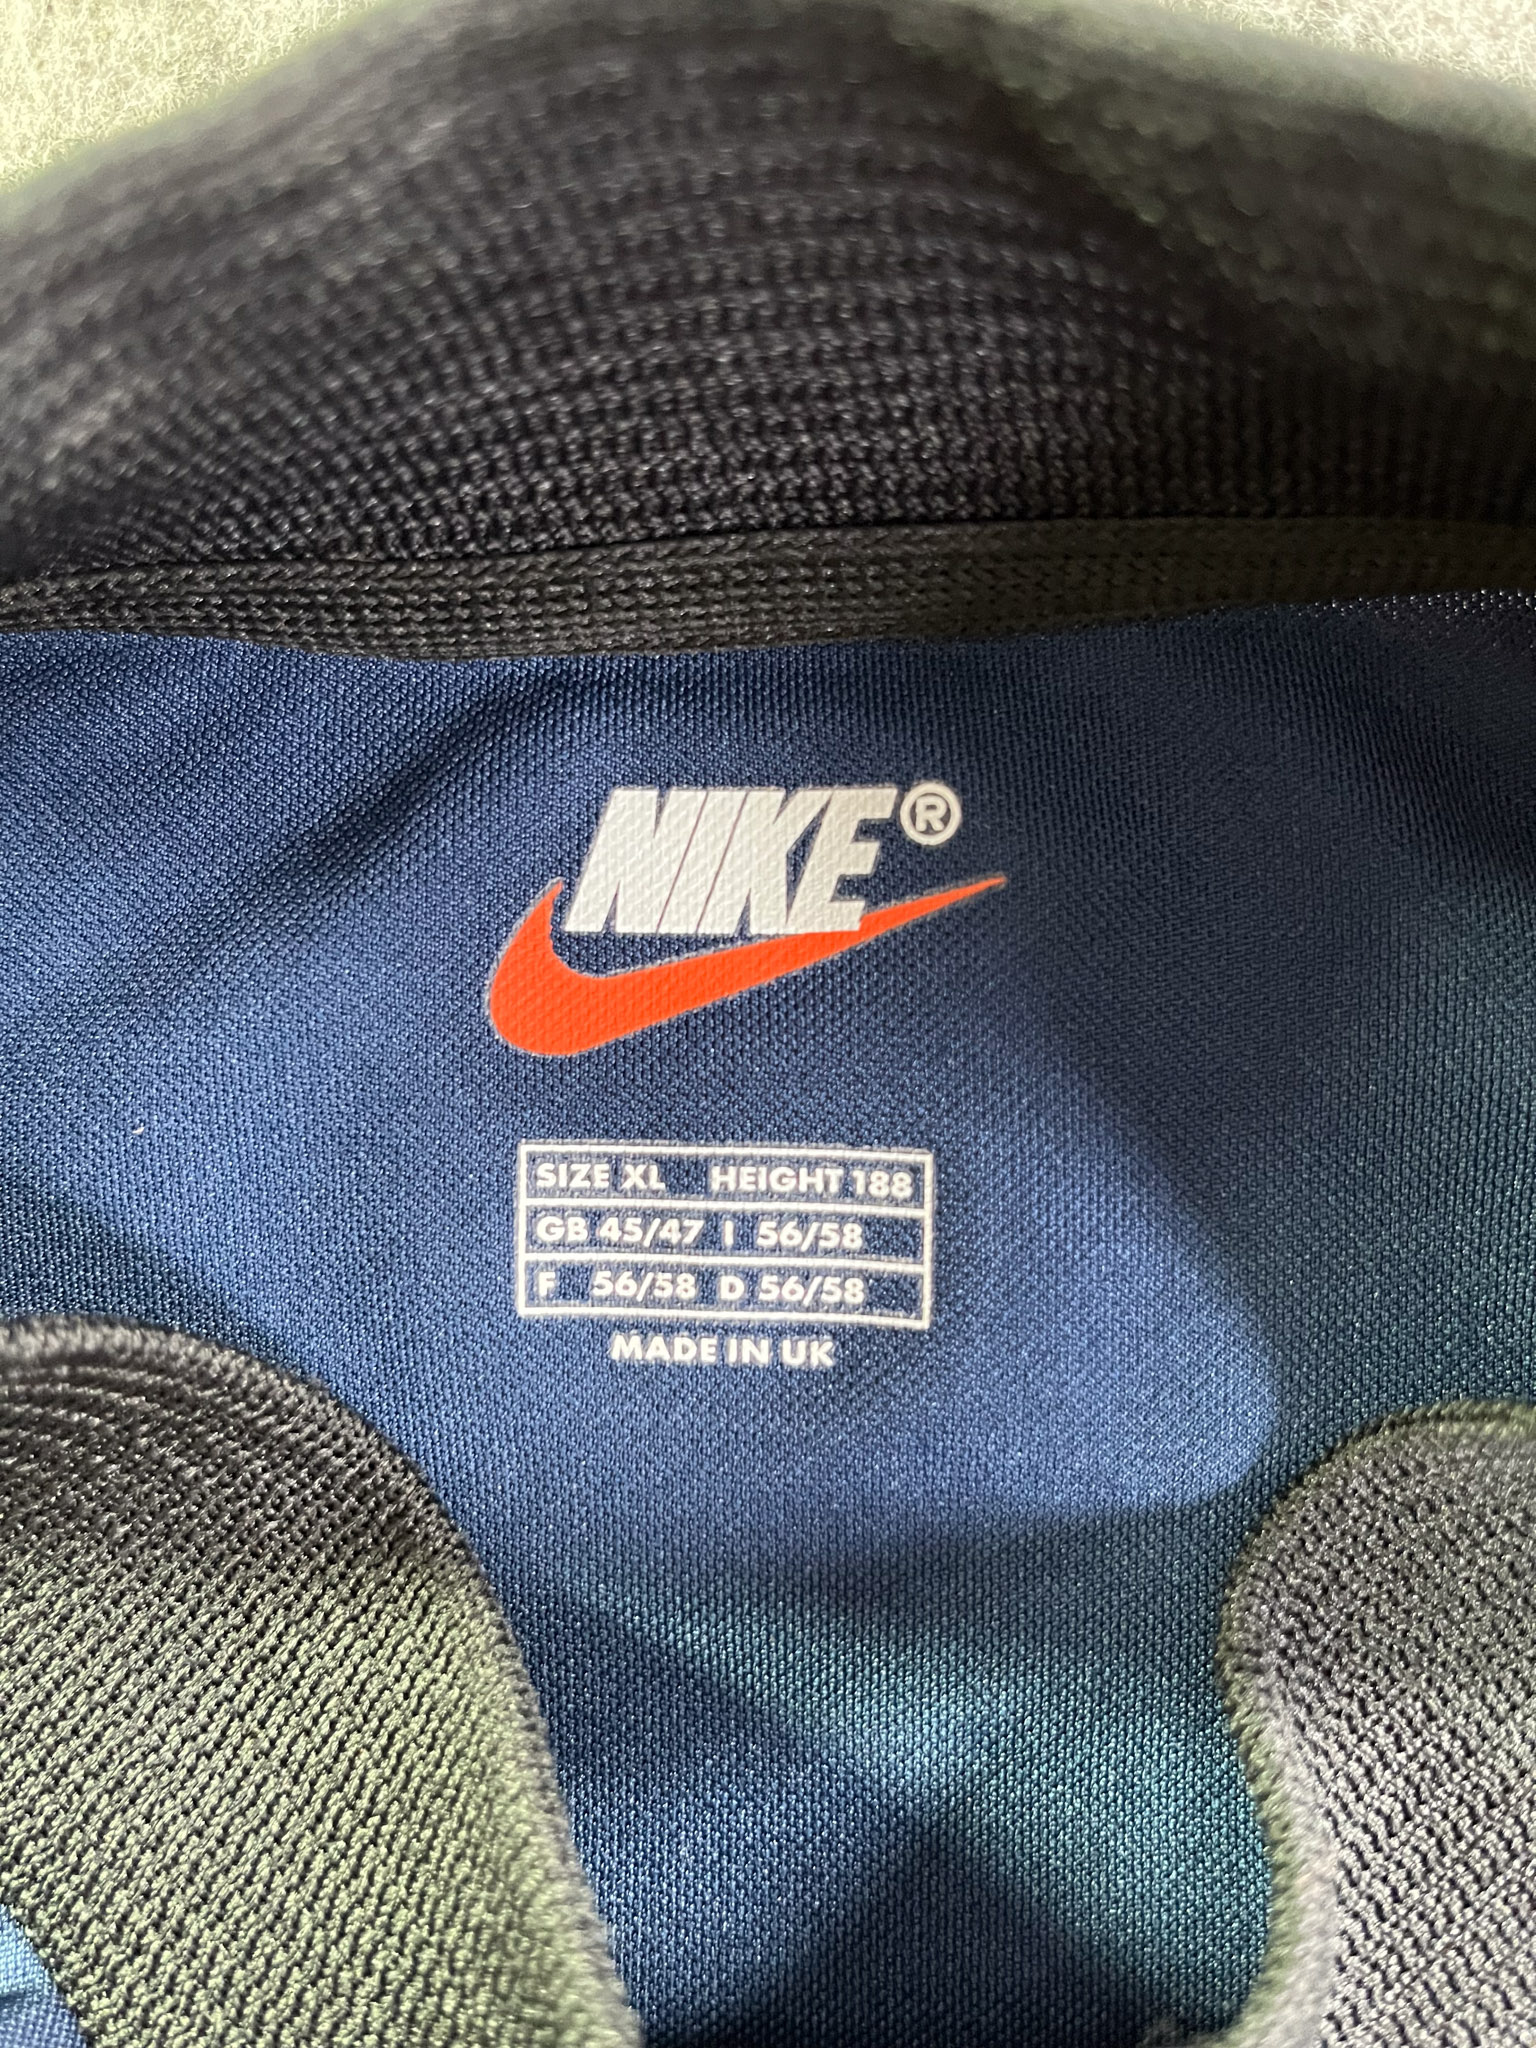 NIKE®
SIZE XL HEIGHT 188
GB 45/47 I 56/58
F 56/58 D 56/58
MADE IN UK